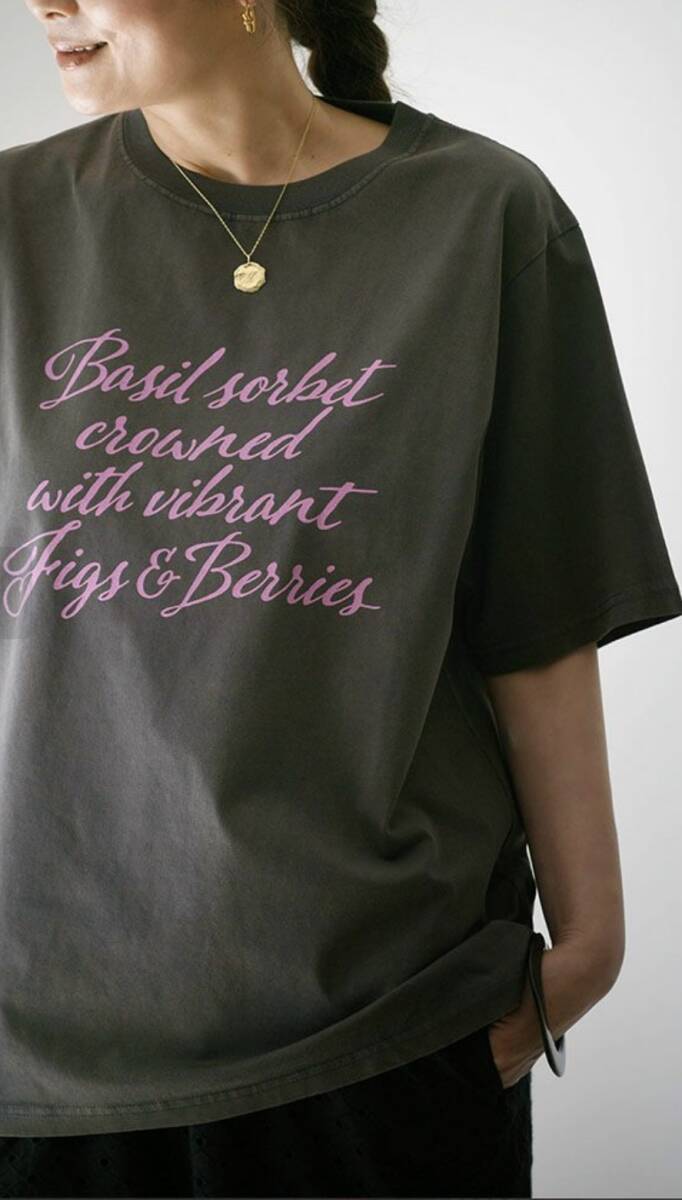 Basil sorbet
crowned
with vibrant
Figs & Berries